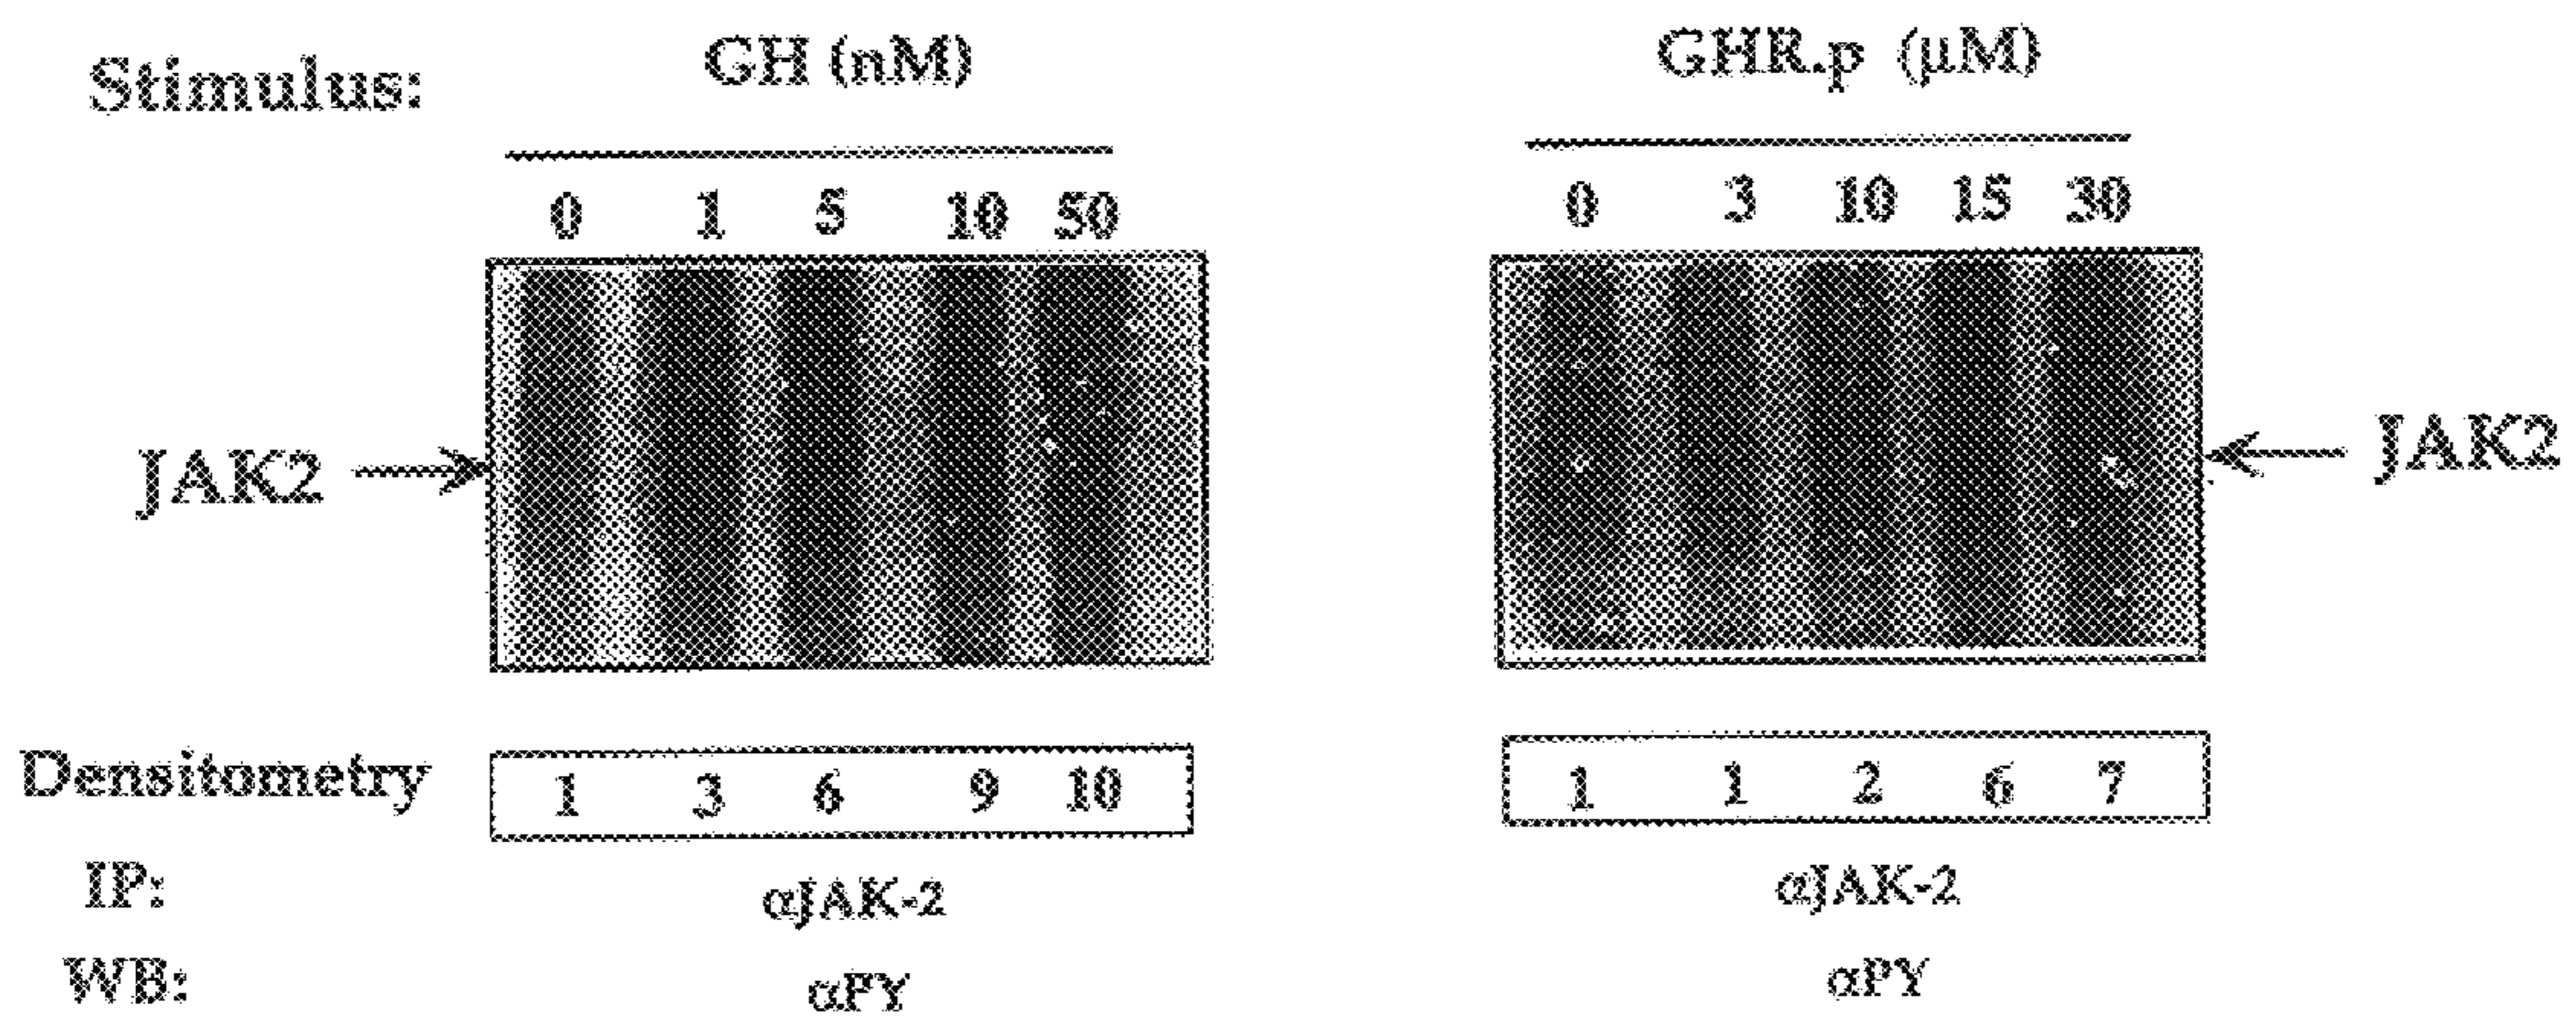 Stimulus: GH (nM) GHR.p (μM)
0 1 5 10 50 0 3 10 15 30
JAK2 JAK2
Densitometry 1 3 6 9 10 1 1 2 6 7
IP: αJAK-2 αJAK-2
WB: αPY αPY